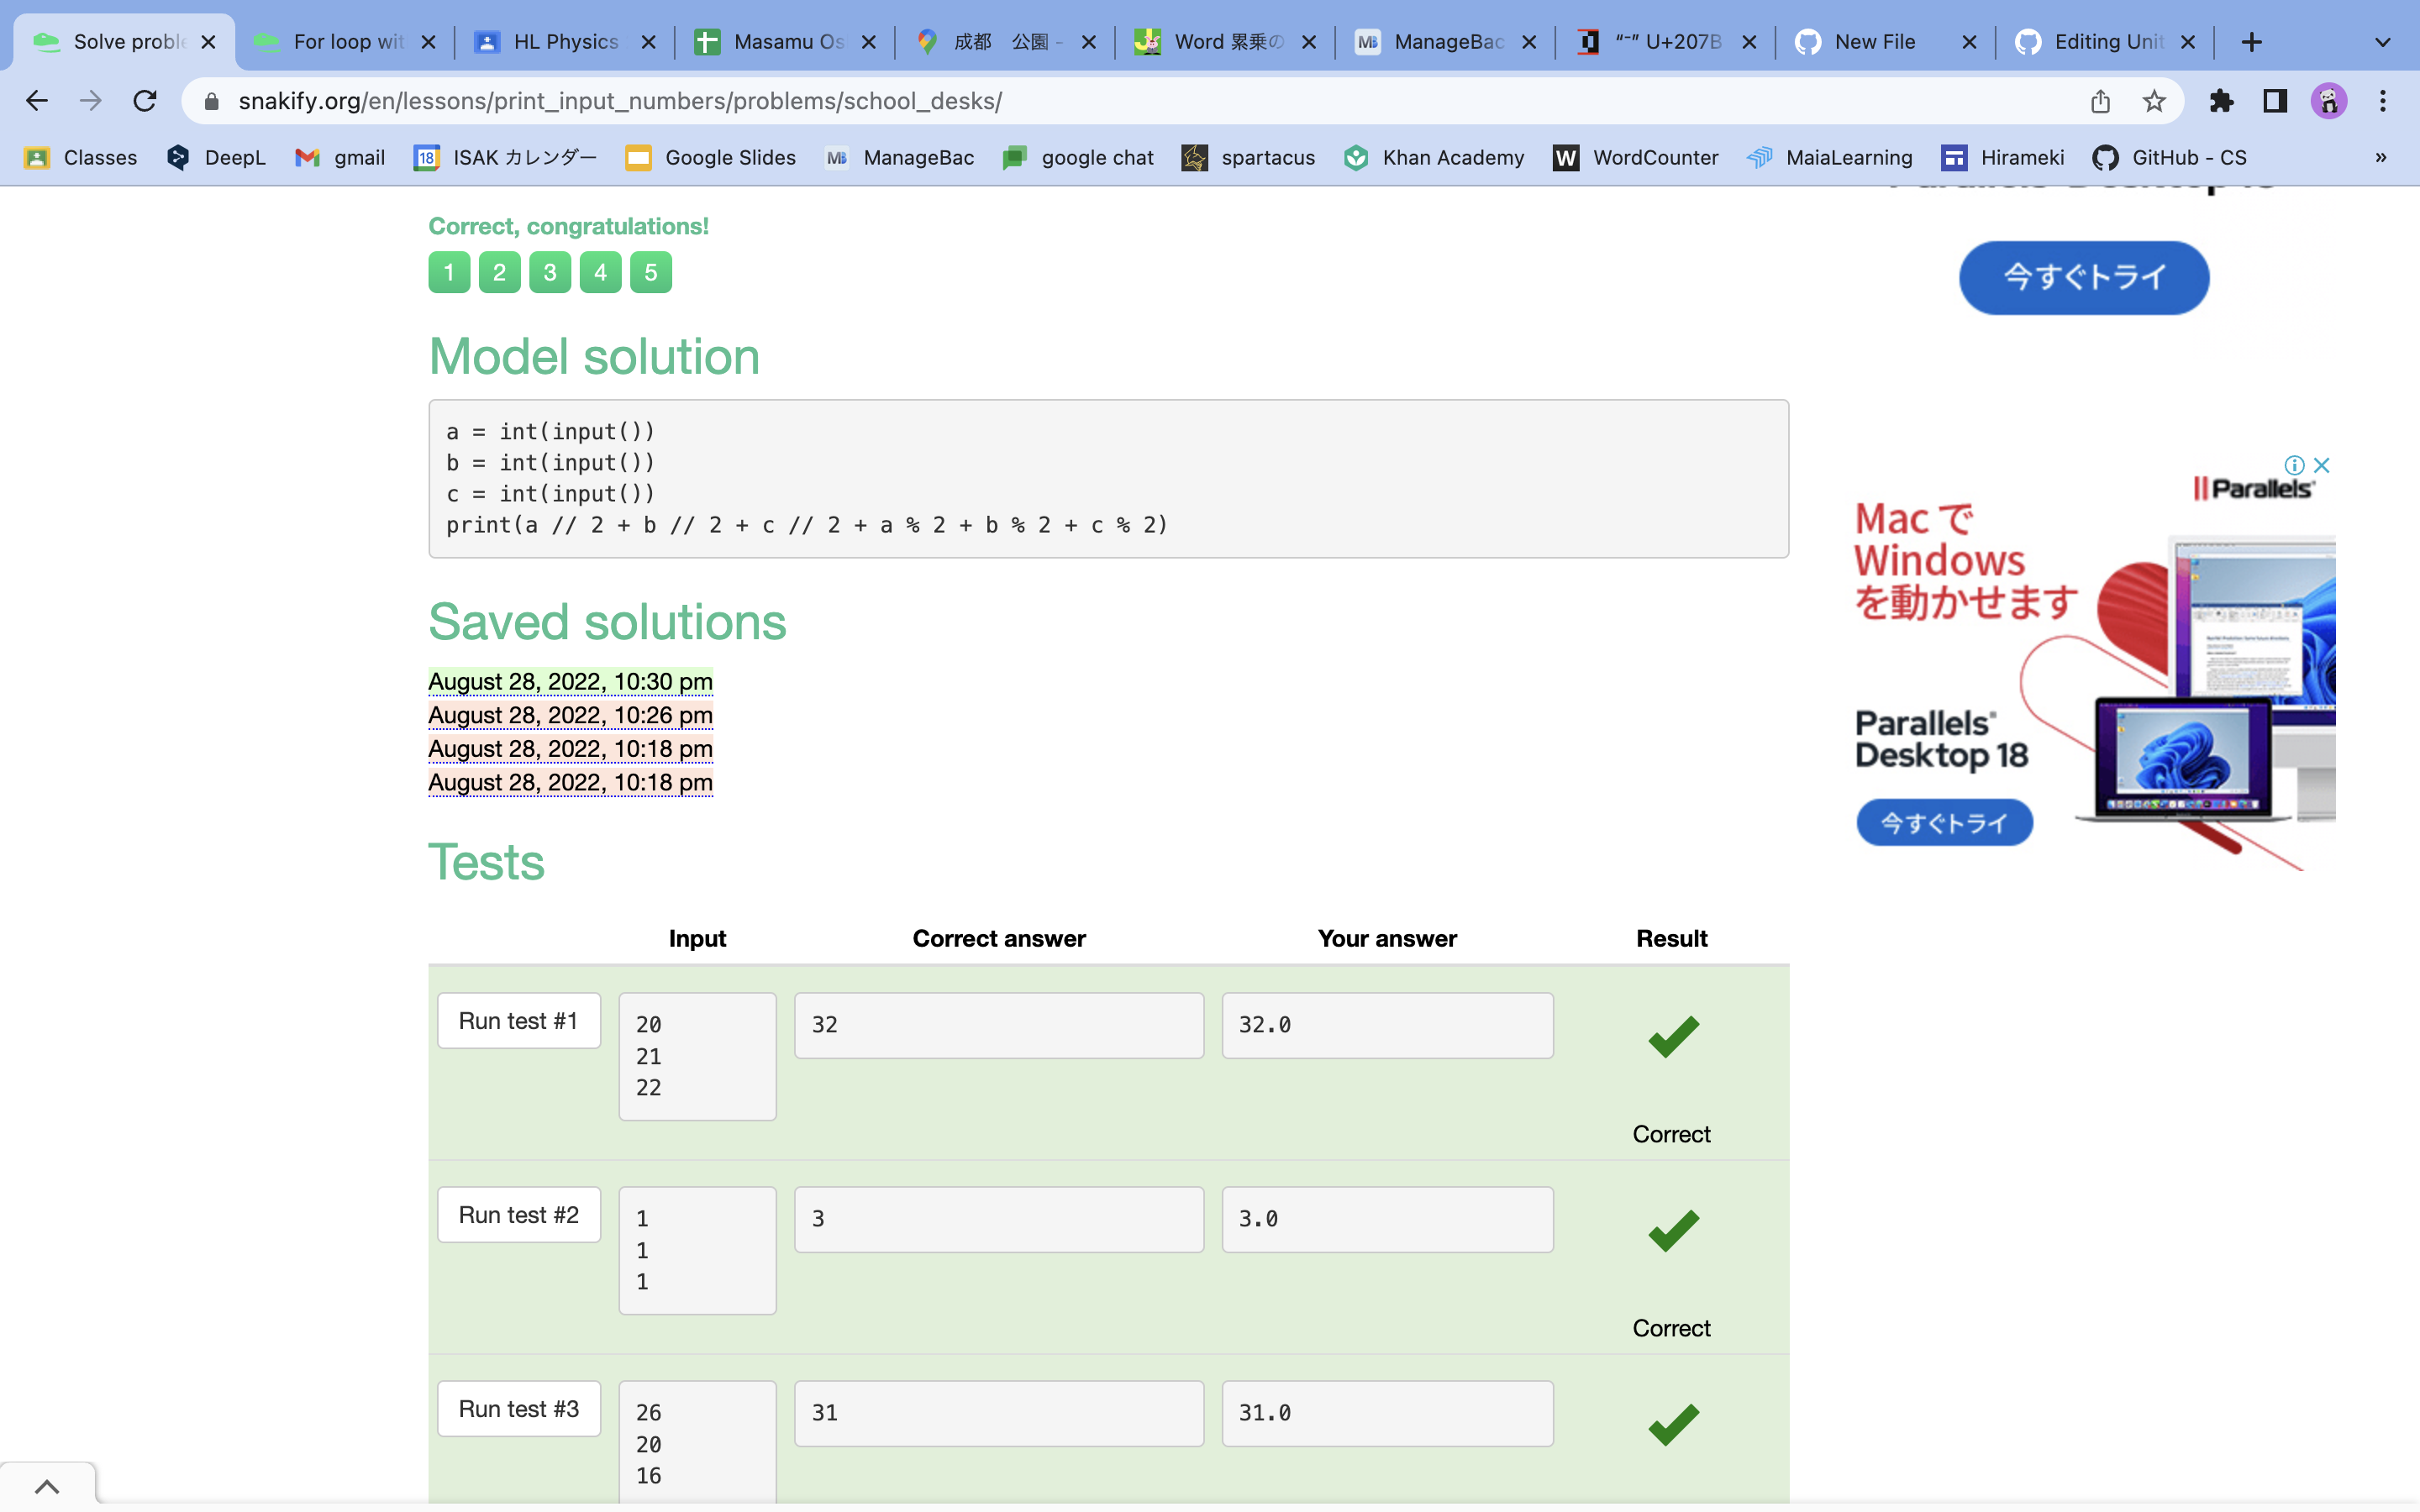 Solve proble
For loop wit
HL Physics
Masamu Os
成都　公園 -
Word 累乗の
ManageBac
“⁻” U+207B
New File
Editing Unit
snakify.org/en/lessons/print_input_numbers/problems/school_desks/
Classes
DeepL
gmail
18
ISAK カレンダー
Google Slides
MB
ManageBac
google chat
spartacus
Khan Academy
W
WordCounter
MaiaLearning
Hirameki
GitHub - CS
»
Correct, congratulations!
1 2 3 4 5
今すぐトライ
Model solution
a = int(input())
b = int(input())
c = int(input())
print(a // 2 + b // 2 + c // 2 + a % 2 + b % 2 + c % 2)
Parallels
Mac で
Windows
を動かせます
Parallels
Desktop 18
今すぐトライ
Saved solutions
August 28, 2022, 10:30 pm
August 28, 2022, 10:26 pm
August 28, 2022, 10:18 pm
August 28, 2022, 10:18 pm
Tests
Input Correct answer Your answer Result
Run test #1
20
21
22
32
32.0
Correct
Run test #2
1
1
1
3
3.0
Correct
Run test #3
26
20
16
31
31.0